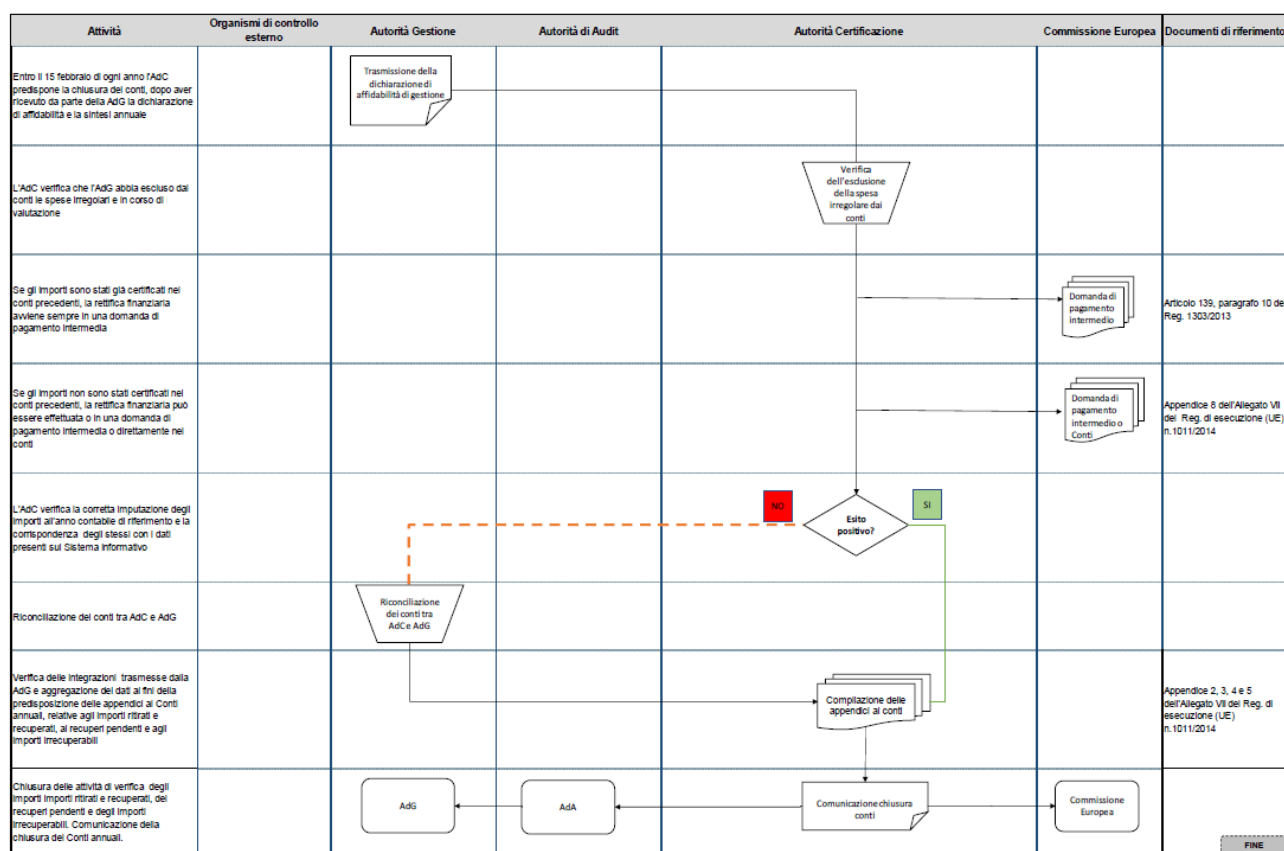 Attività
Organismi di controllo
esterno
Autorità Gestione
Autorità di Audit
Autorità Certificazione
Commissione Europea
Documenti di riferimento
Entro il 15 febbraio di ogni anno l'AdC
predispone la chiusura dei conti, dopo aver
ricevuto da parte della AdG la dichiarazione
di affidabilità e la sintesi annuale
Trasmissione della
dichiarazione di
affidabilità di gestione
L'AdC verifica che l'AdG abbia escluso dai
conti le spese irregolari e in corso di
valutazione
Verifica
dell'esclusione
della spesa
irregolare dai
conti
Se gli importi sono stati già certificati nei
conti precedenti, la rettifica finanziaria
avviene sempre in una domanda di
pagamento intermedia
Domanda di
pagamento
intermedio
Articolo 139, paragrafo 10 de
Reg. 1303/2013
Se gli importi non sono stati certificati nei
conti precedenti, la rettifica finanziaria può
essere effettuata o in una domanda di
pagamento intermedia o direttamente nei
conti
Domanda di
pagamento
intermedio o
Conti
Appendice 8 dell'Allegato VII
del Reg. di esecuzione (UE)
n.1011/2014
L'AdC verifica la corretta imputazione degli
importi all'anno contabile di riferimento e la
corrispondenza degli stessi con i dati
presenti sul Sistema Informativo
NO
Esito
positivo?
SI
Riconciliazione dei conti tra AdC e AdG
Riconciliazione
dei conti tra
AdC e AdG
Verifica delle integrazioni trasmesse dalla
AdG e aggregazione dei dati ai fini della
predisposizione delle appendici ai Conti
annuali, relative agli importi ritirati e
recuperati, ai recuperi pendenti e agli
importi irrecuperabili
Compilazione delle
appendici ai conti
Appendice 2, 3, 4 e 5
dell'Allegato VII del Reg. di
esecuzione (UE)
n.1011/2014
Chiusura delle attività di verifica degli
importi importi ritirati e recuperati, dei
recuperi pendenti e degli importi
irrecuperabili. Comunicazione della
chiusura dei Conti annuali.
AdG
AdA
Comunicazione chiusura
conti
Commissione
Europea
FINE